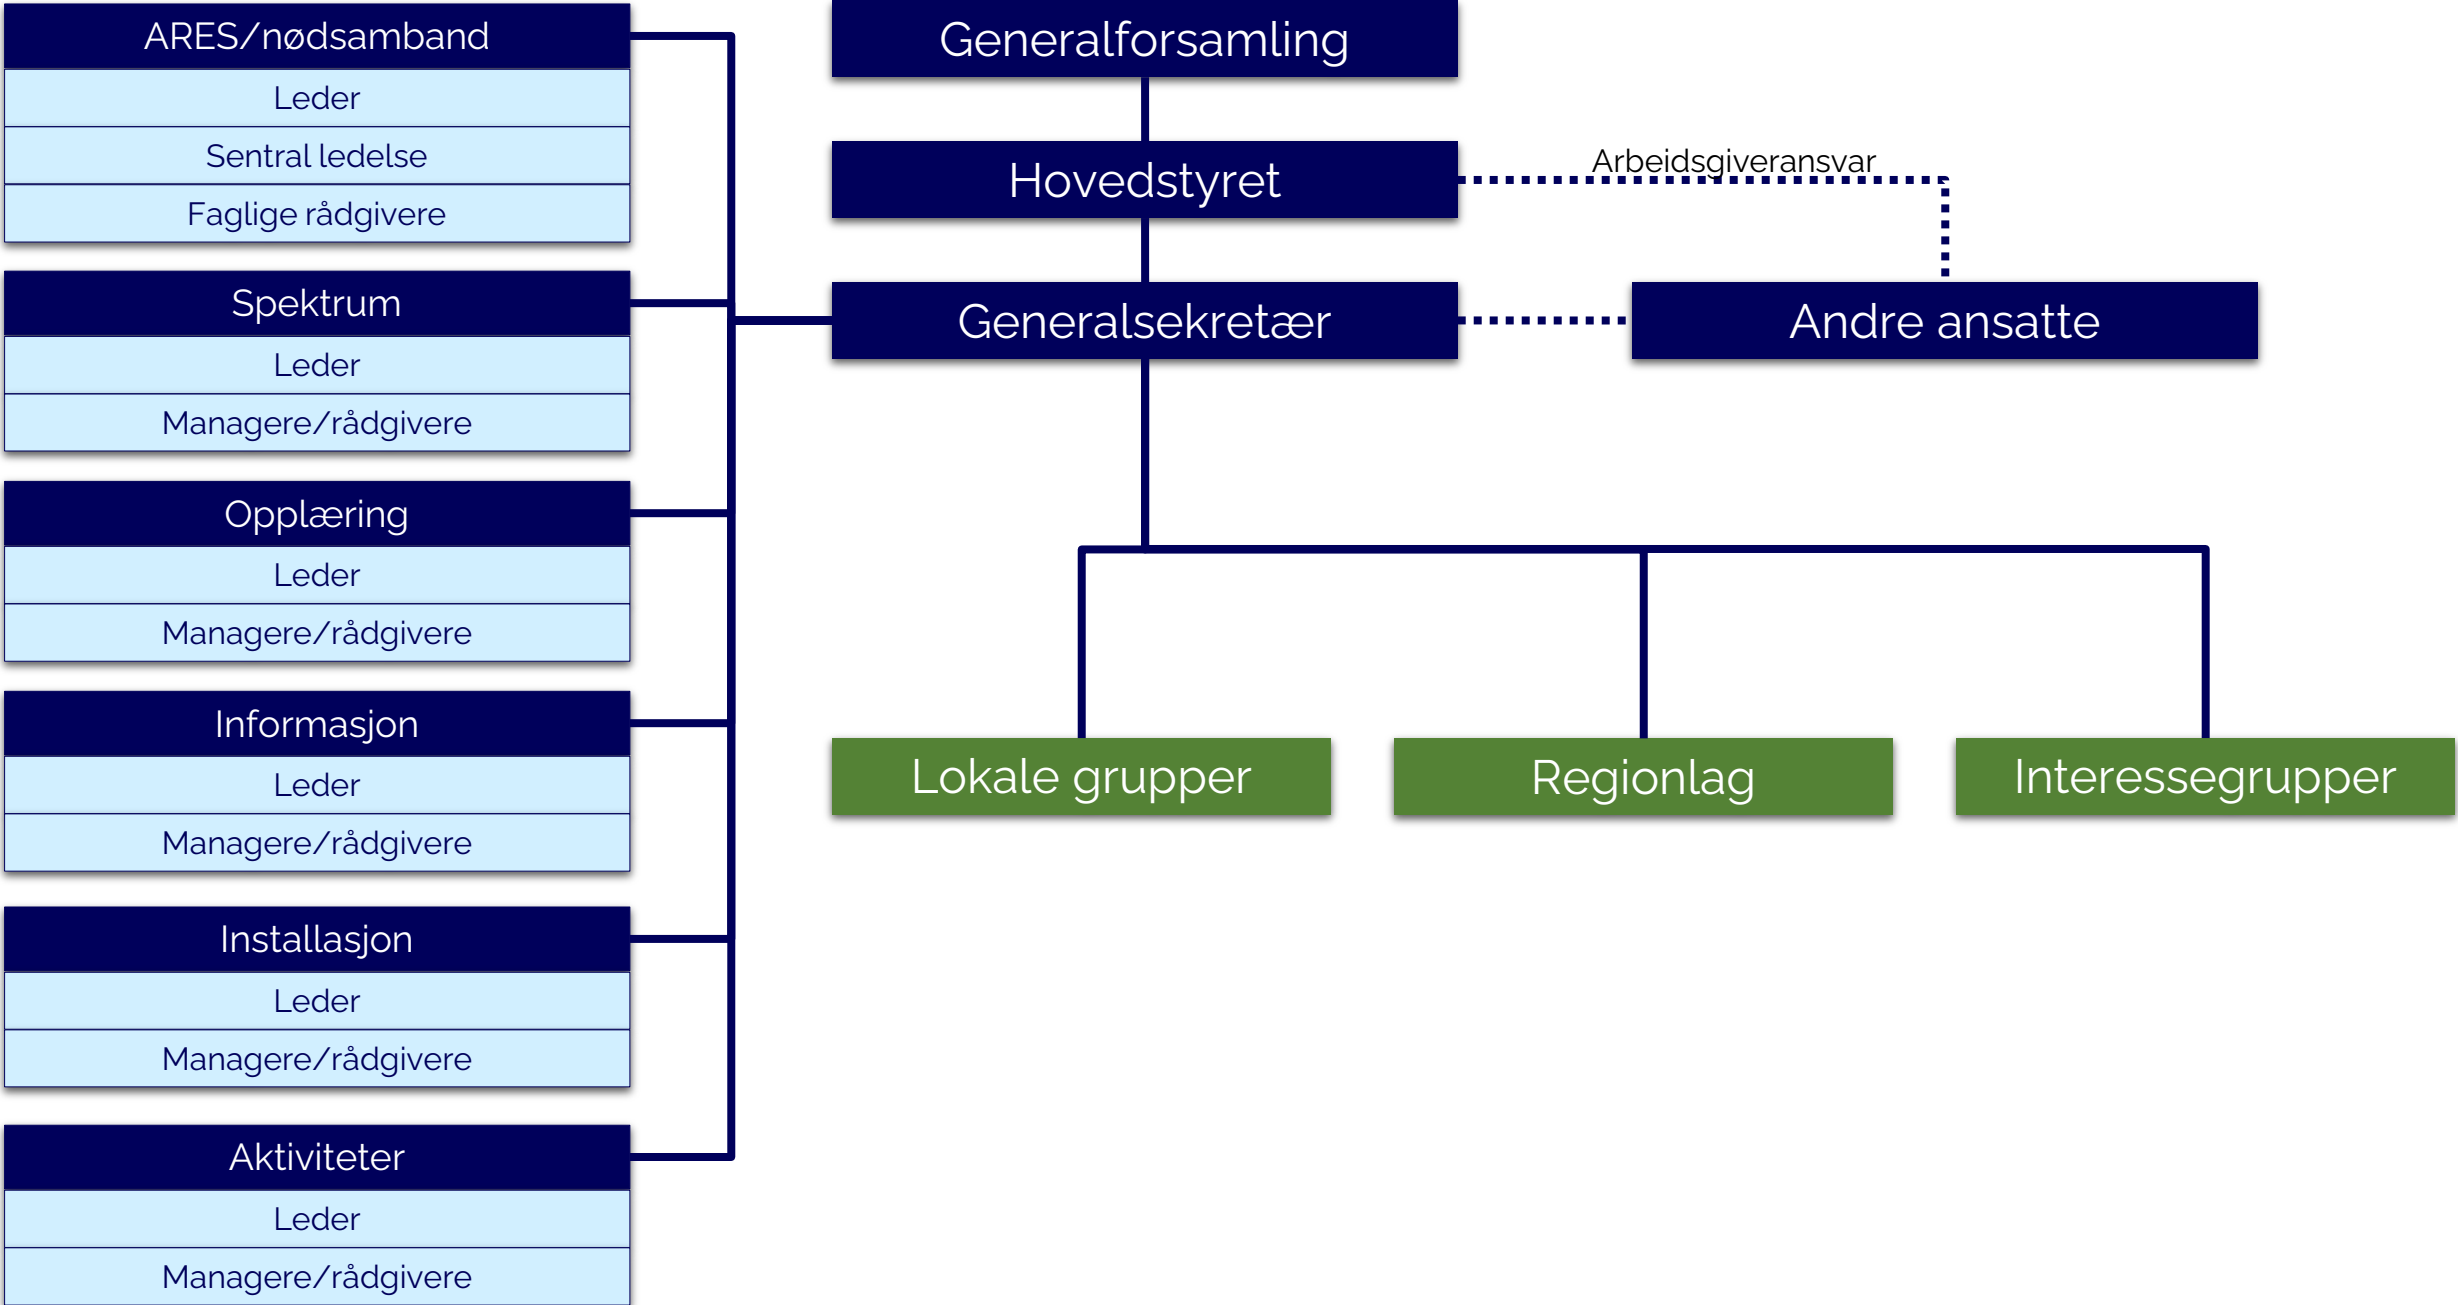 ARES/nødsamband
Leder
Sentral ledelse
Faglige rådgivere
Spektrum
Leder
Managere/rådgivere
Opplæring
Leder
Managere/rådgivere
Informasjon
Leder
Managere/rådgivere
Installasjon
Leder
Managere/rådgivere
Aktiviteter
Leder
Managere/rådgivere
Generalforsamling
Hovedstyret
Arbeidsgiveransvar
Generalsekretær
Andre ansatte
Lokale grupper
Regionlag
Interessegrupper